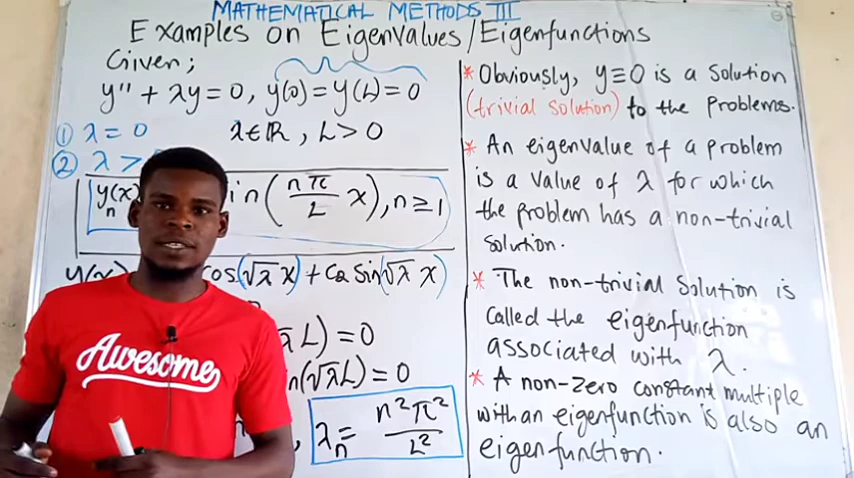 MATHEMATICAL METHODS III
Examples on Eigenvalues/Eigenfunctions
Given;
y'' + λy = 0, y(0) = y(L) = 0
① λ = 0
λ ∈ ℝ, L > 0
② λ >
yₙ(x) in(nπ/L x), n ≥ 1
y(x) cos(√λ x) + C₂ Sin(√λ x)
λ L) = 0
n(√λL) = 0
, λₙ = n²π²/L²
* Obviously, y≡0 is a Solution
(trivial solution) to the Problems.
* An eigenvalue of a problem
is a value of λ for which
the problem has a non-trivial
Solution.
* The non-trivial Solution is
called the eigenfunction
associated with λ.
* A non-zero constant multiple
with an eigenfunction is also an
eigenfunction.
Awesome